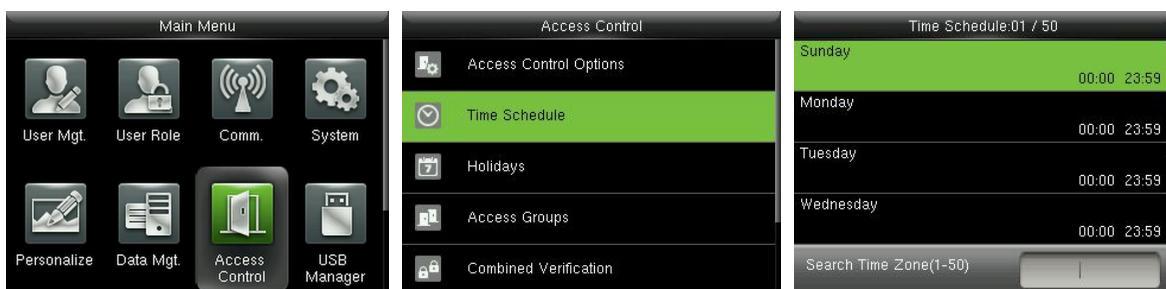 Main Menu
User Mgt. User Role Comm. System
Personalize Data Mgt. Access Control USB Manager
Access Control
Access Control Options
Time Schedule
7
Holidays
Access Groups
Combined Verification
Time Schedule:01 / 50
Sunday
00:00 23:59
Monday
00:00 23:59
Tuesday
00:00 23:59
Wednesday
00:00 23:59
Search Time Zone(1-50)